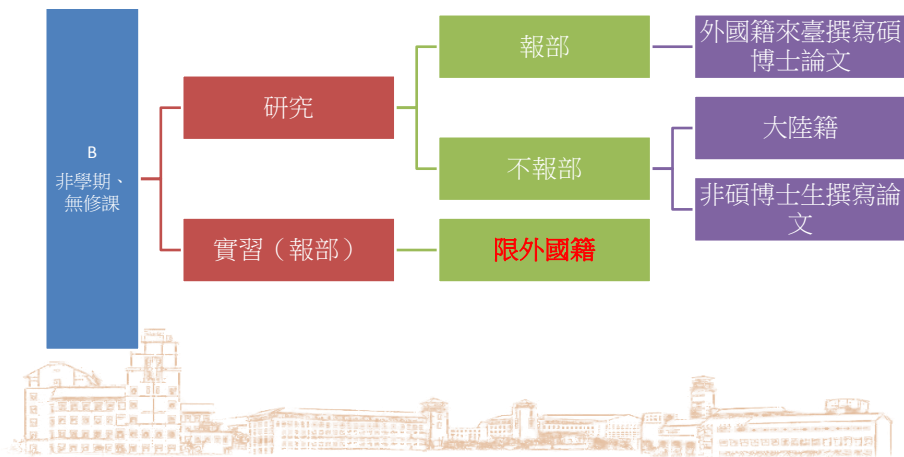 B
非學期、
無修課
研究
實習（報部）
報部
不報部
限外國籍
外國籍來臺撰寫碩
博士論文
大陸籍
非碩博士生撰寫論
文